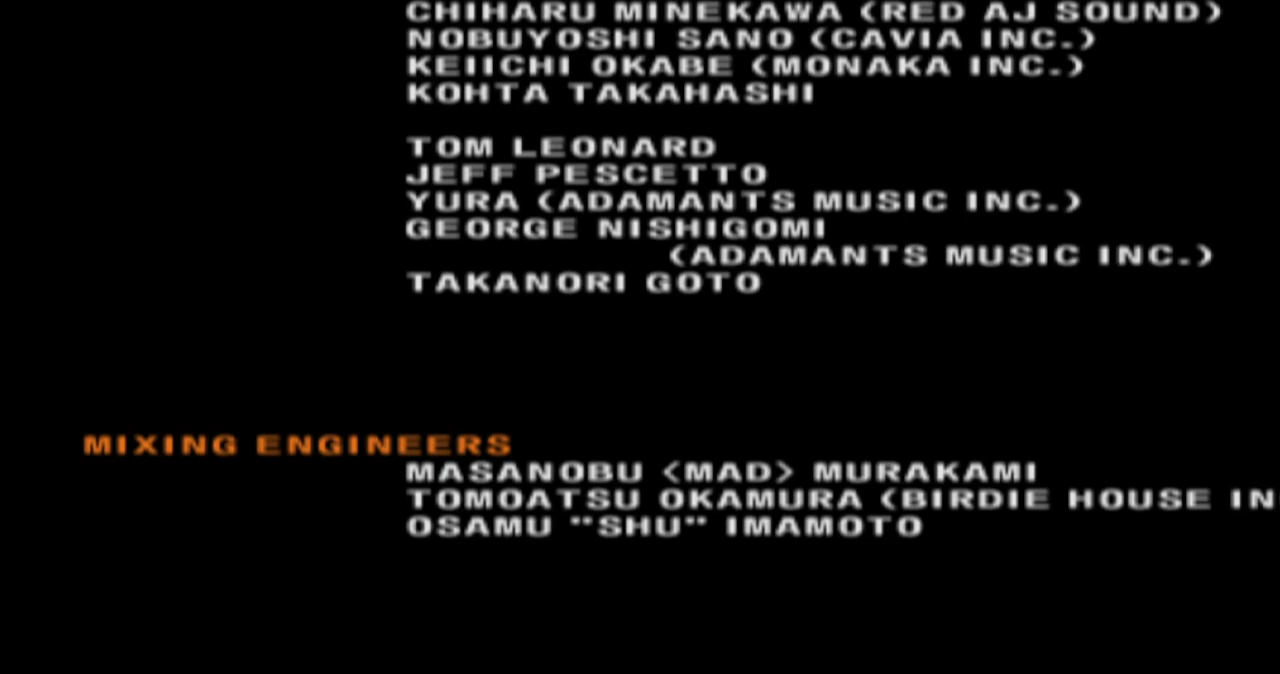 CHIHARU MINEKAWA (RED AJ SOUND)
NOBUYOSHI SANO (CAVIA INC.)
KEIICHI OKABE (MONAKA INC.)
KOHTA TAKAHASHI
TOM LEONARD
JEFF PESCETTO
YURA (ADAMANTS MUSIC INC.)
GEORGE NISHIGOMI
(ADAMANTS MUSIC INC.)
TAKANORI GOTO
MIXING ENGINEERS
MASANOBU <MAD> MURAKAMI
TOMOATSU OKAMURA (BIRDIE HOUSE IN
OSAMU "SHU" IMAMOTO